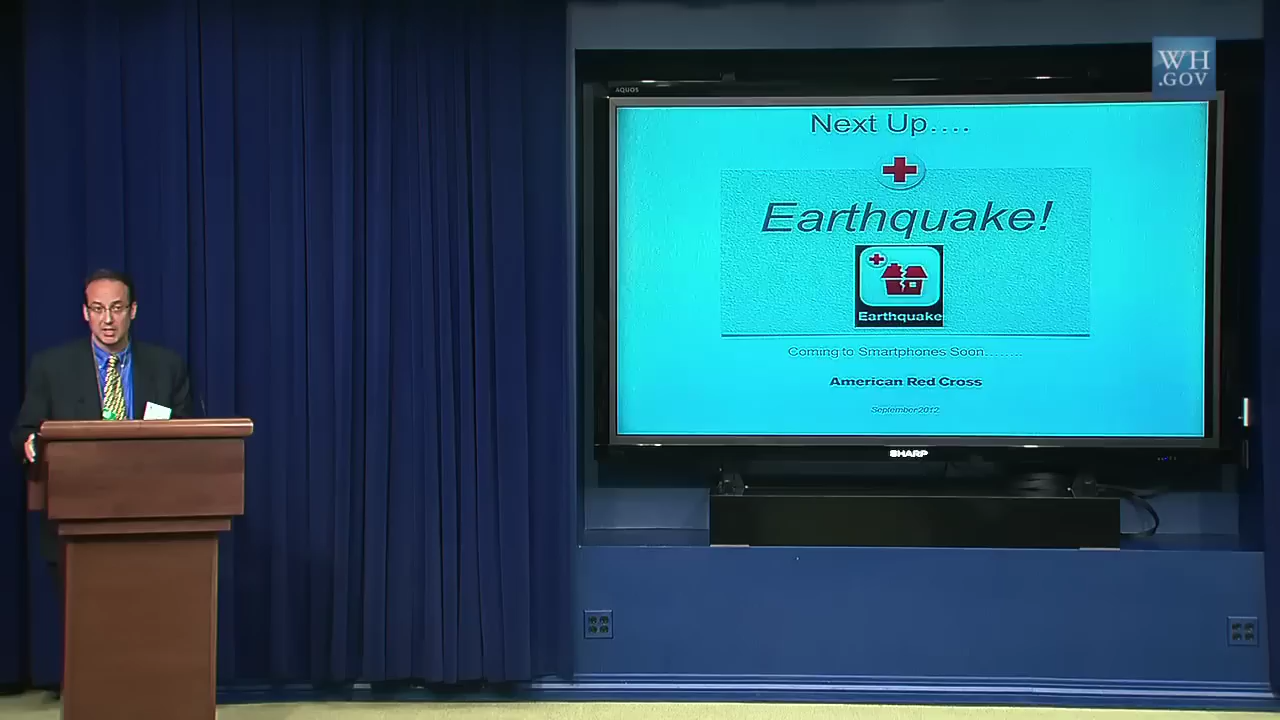 WH
.GOV
AQUOS
Next Up....
Earthquake!
Earthquake
Coming to Smartphones Soon........
American Red Cross
September 2012
SHARP